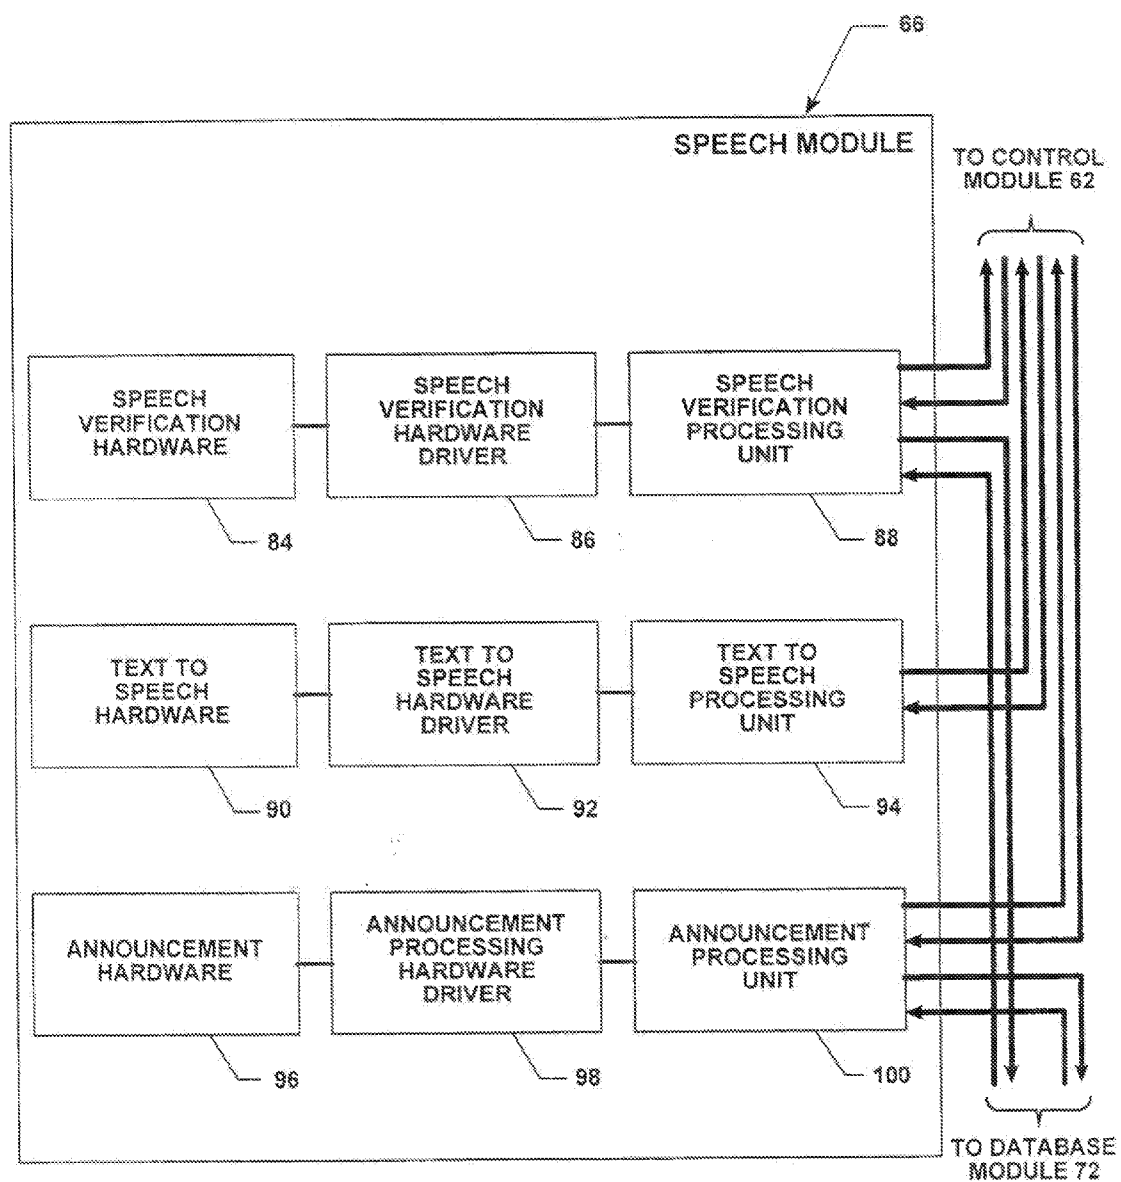 66
SPEECH MODULE
TO CONTROL
MODULE 62
SPEECH
VERIFICATION
HARDWARE
84
SPEECH
VERIFICATION
HARDWARE
DRIVER
86
SPEECH
VERIFICATION
PROCESSING
UNIT
88
TEXT TO
SPEECH
HARDWARE
90
TEXT TO
SPEECH
HARDWARE
DRIVER
92
TEXT TO
SPEECH
PROCESSING
UNIT
94
ANNOUNCEMENT
HARDWARE
96
ANNOUNCEMENT
PROCESSING
HARDWARE
DRIVER
98
ANNOUNCEMENT
PROCESSING
UNIT
100
TO DATABASE
MODULE 72